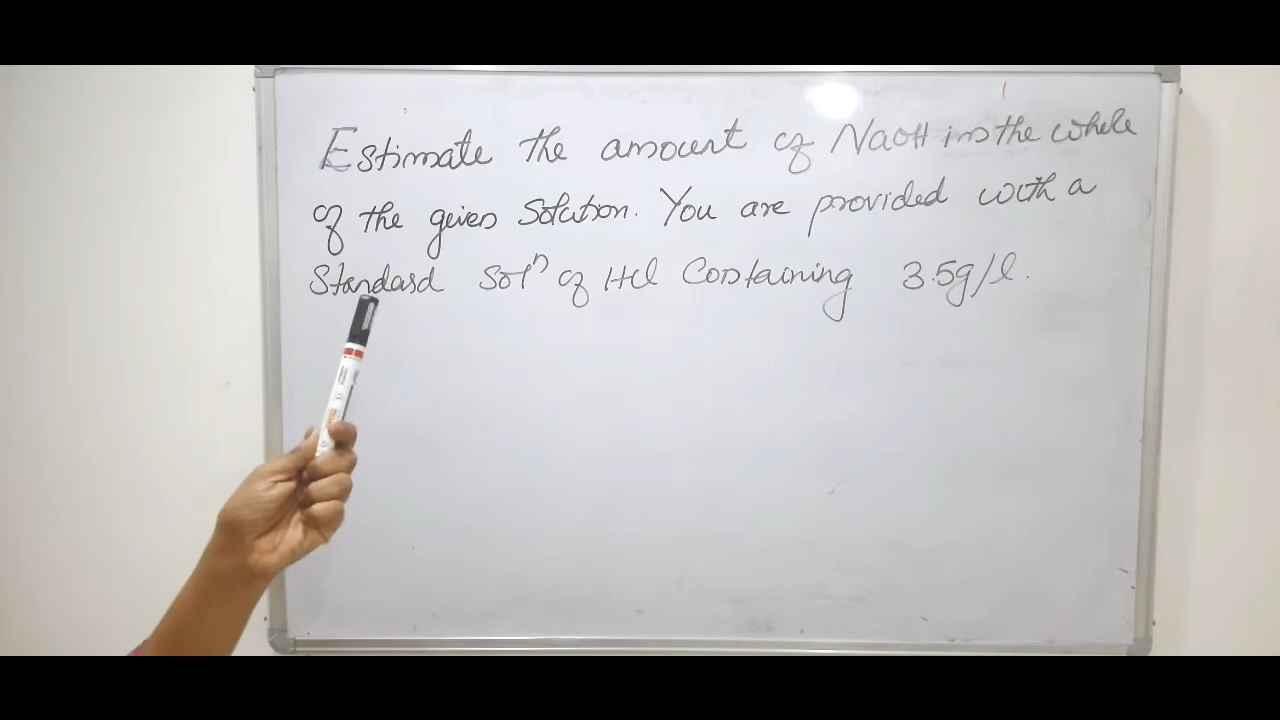 Estimate the amount of NaOH in the whole
of the given Solution. You are provided with a
Standard Solⁿ of Hcl Containing 3.5g/l.